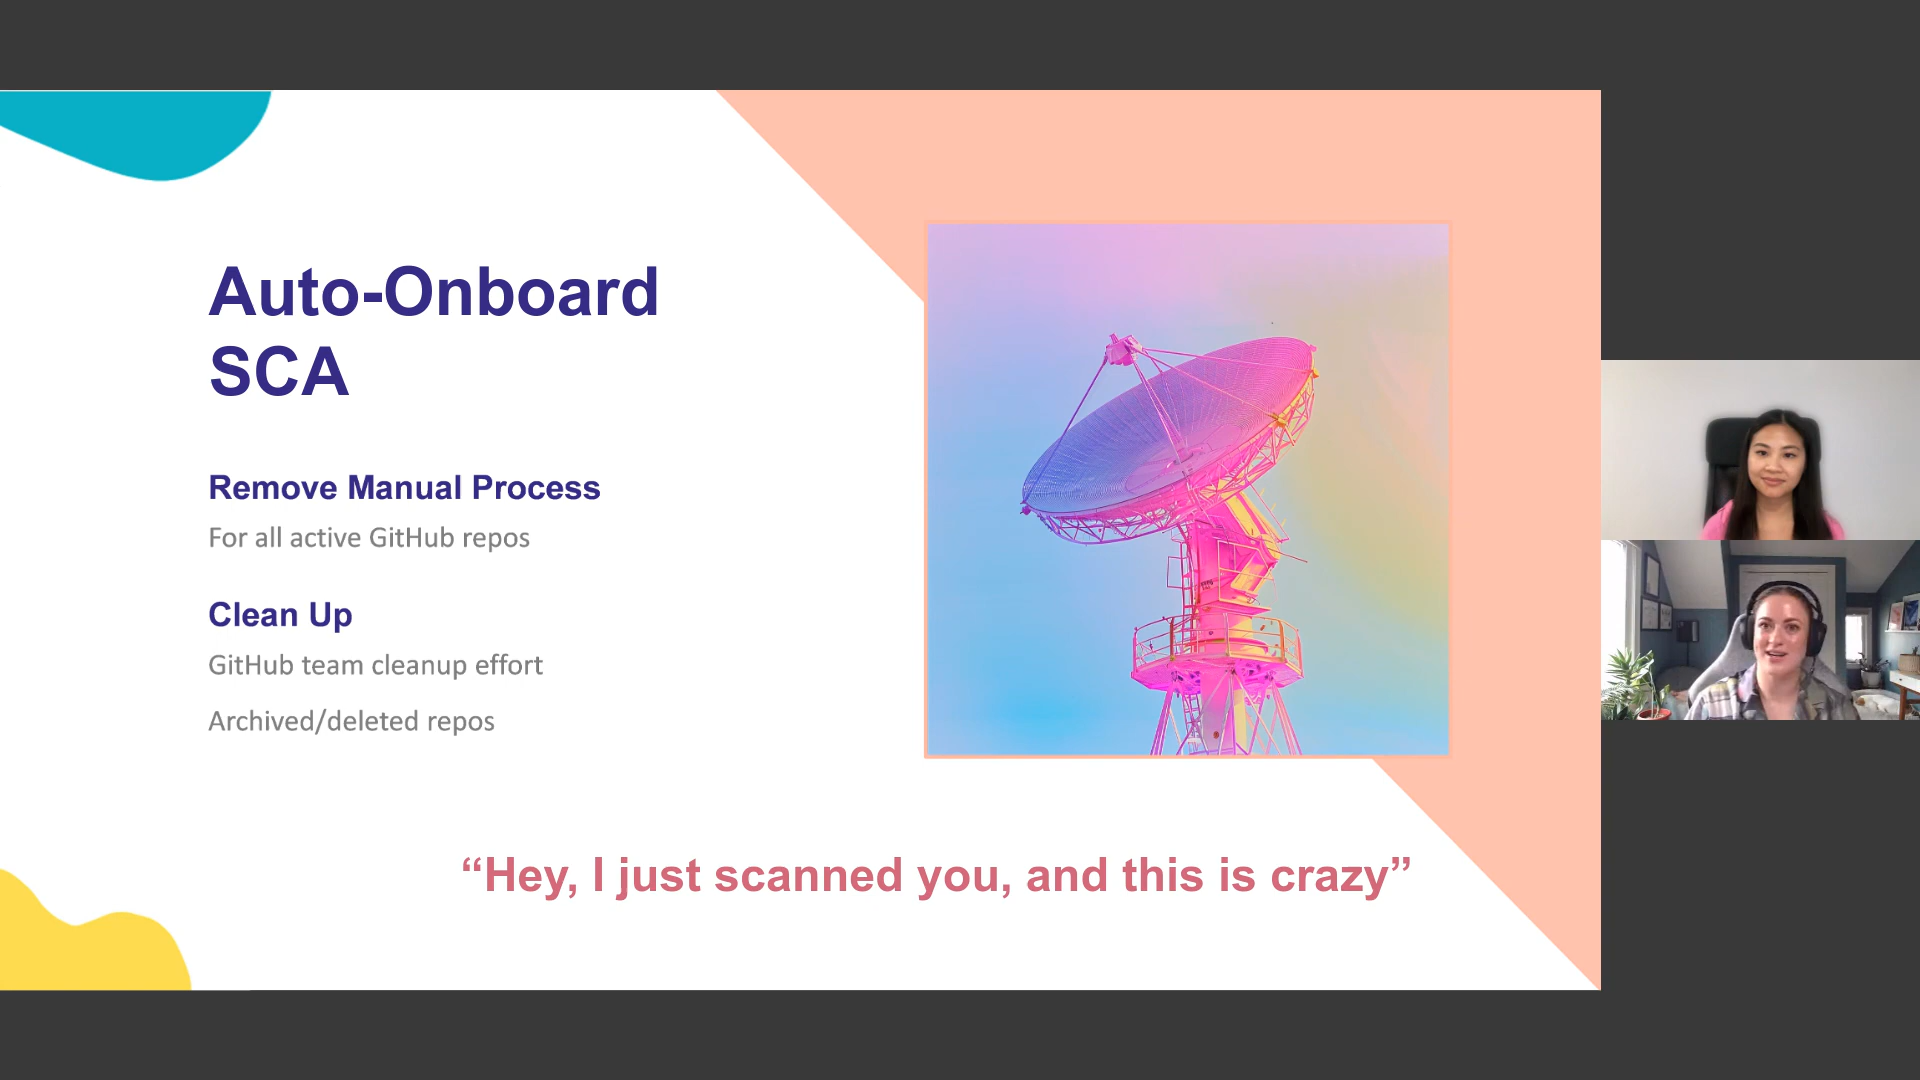 Auto-Onboard
SCA
Remove Manual Process
For all active GitHub repos
Clean Up
GitHub team cleanup effort
Archived/deleted repos
“Hey, I just scanned you, and this is crazy”